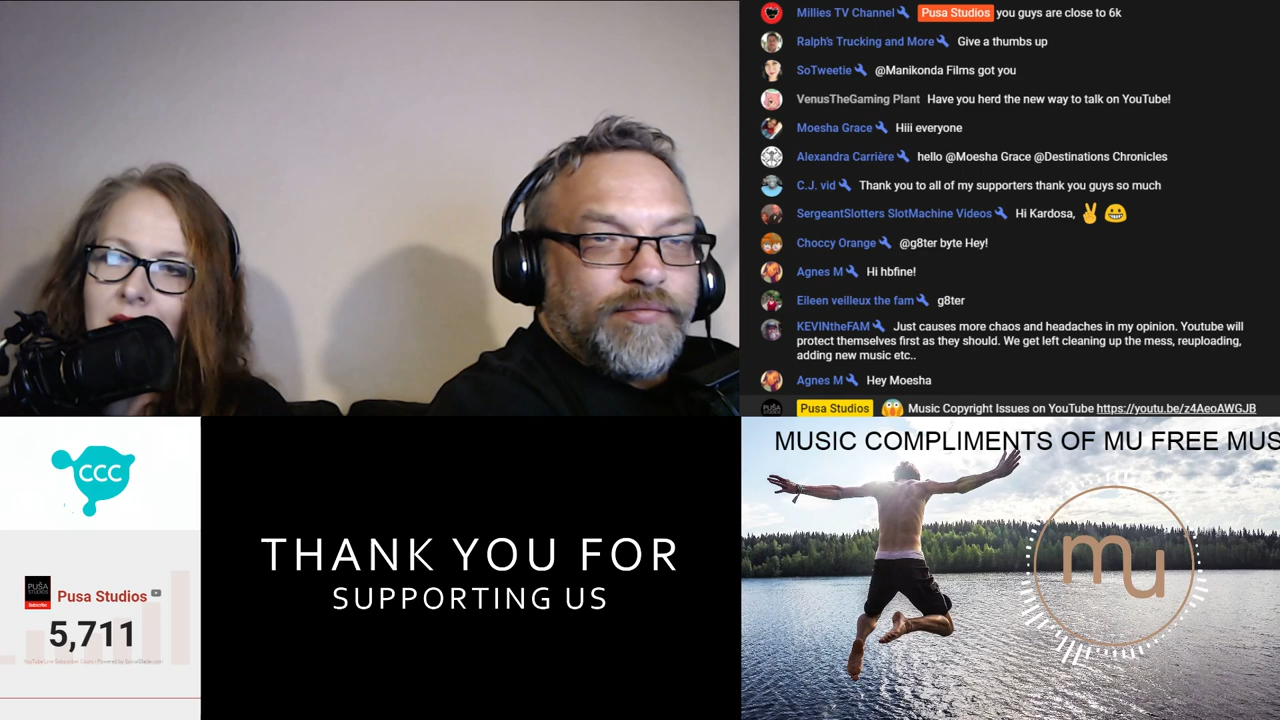 Millies TV Channel Pusa Studios you guys are close to 6k
Ralph's Trucking and More Give a thumbs up
SoTweetie @Manikonda Films got you
VenusTheGaming Plant Have you herd the new way to talk on YouTube!
Moesha Grace Hiii everyone
Alexandra Carrière hello @Moesha Grace @Destinations Chronicles
C.J. vid Thank you to all of my supporters thank you guys so much
SergeantSlotters SlotMachine Videos Hi Kardosa, ✌😀
Choccy Orange @g8ter byte Hey!
Agnes M Hi hbfine!
Eileen veilleux the fam g8ter
KEVINtheFAM Just causes more chaos and headaches in my opinion. Youtube will
protect themselves first as they should. We get left cleaning up the mess, reuploading,
adding new music etc..
Agnes M Hey Moesha
Pusa Studios 😱 Music Copyright Issues on YouTube https://youtu.be/z4AeoAWGJB
CCC
PUŠA
STUDIOS
Subscribe
Pusa Studios
5,711
THANK YOU FOR
SUPPORTING US
MUSIC COMPLIMENTS OF MU FREE MUS
mu